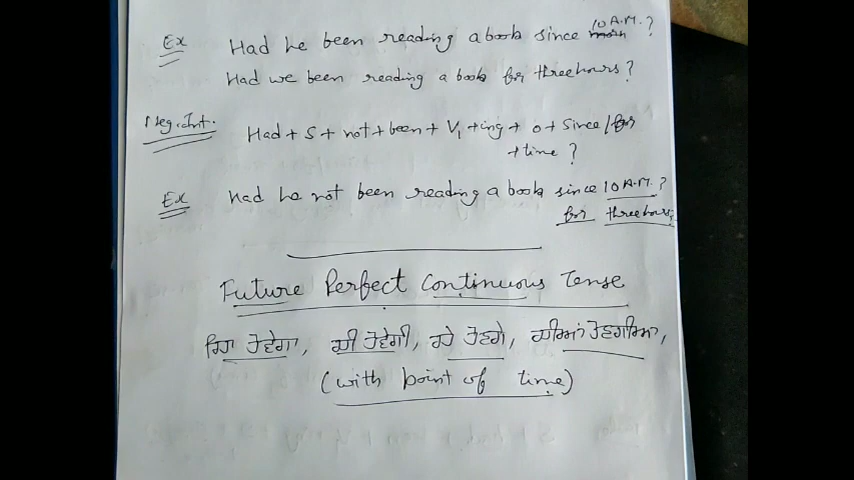 Ex Had he been reading a book since 10 A.M. ?
Had we been reading a book for three hours ?
Neg. Int. Had + S + not + been + V1 + ing + o + Since / for
+ time ?
Ex Had he not been reading a book since 10 A.M. ?
for three hours
Future Perfect Continuous Tense
ਰਿਹਾ ਹੋਵੇਗਾ, ਰਹੀ ਹੋਵੇਗੀ, ਰਹੇ ਹੋਣਗੇ, ਰਹੀਆਂ ਹੋਣਗੀਆ,
(with point of time)